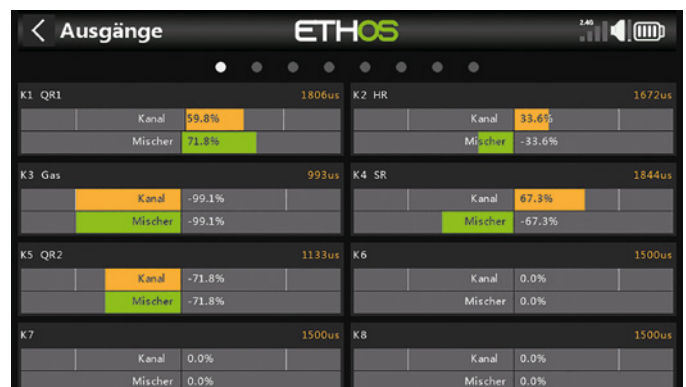 Ausgänge ETHOS 2.4G
K1 QR1 1806us K2 HR 1672us
Kanal 59.8% Kanal 33.6%
Mischer 71.8% Mischer -33.6%
K3 Gas 993us K4 SR 1844us
Kanal -99.1% Kanal 67.3%
Mischer -99.1% Mischer -67.3%
K5 QR2 1133us K6 1500us
Kanal -71.8% Kanal 0.0%
Mischer -71.8% Mischer 0.0%
K7 1500us K8 1500us
Kanal 0.0% Kanal 0.0%
Mischer 0.0% Mischer 0.0%